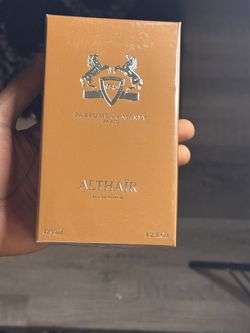 PARFUMS de MARLY
PARIS
ALTHAÏR
EAU DE PARFUM
125 ml
4.2 fl. oz